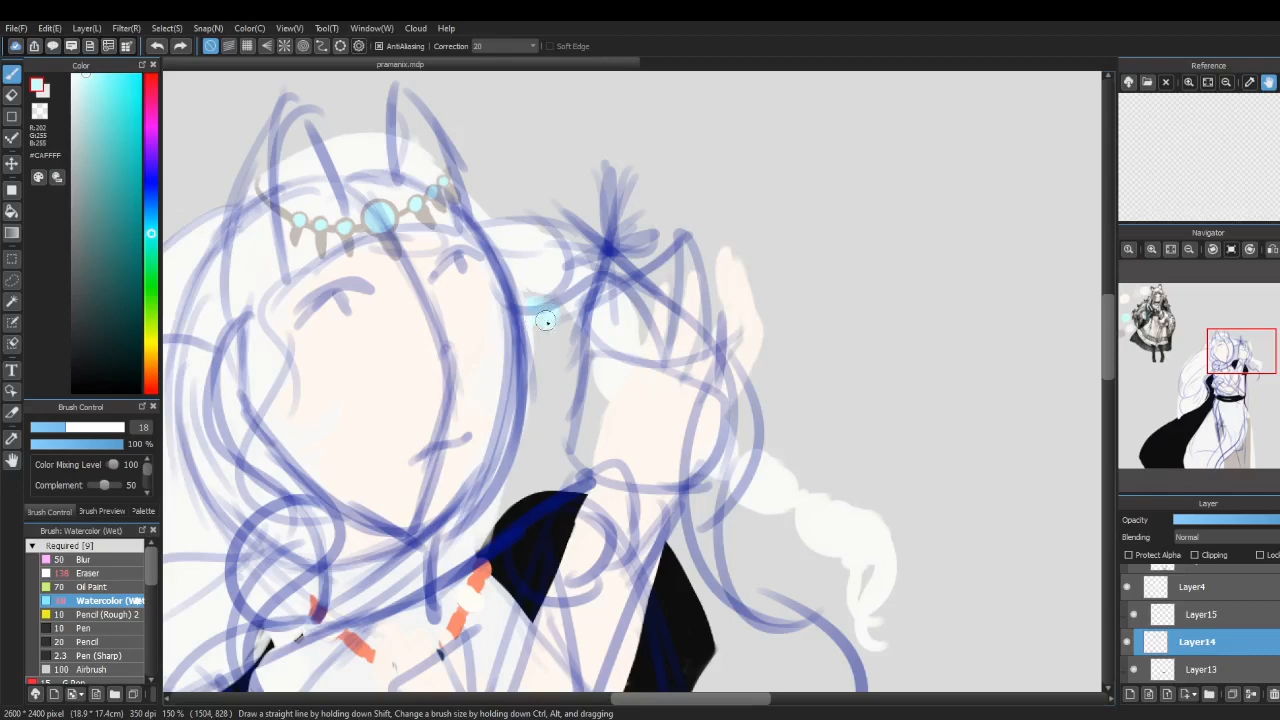 File(F) Edit(E) Layer(L) Filter(R) Select(S) Snap(N) Color(C) View(V) Tool(T) Window(W) Cloud Help
AntiAliasing Correction 20 Soft Edge
Color
pramanix.mdp
Reference
R:202
G:255
B:255
#CAFFFF
Navigator
Brush Control
18
100 %
Color Mixing Level 100
Complement 50
Brush Control Brush Preview Palette
Brush: Watercolor (Wet)
Required [9]
50 Blur
138 Eraser
70 Oil Paint
18 Watercolor (Wet
10 Pencil (Rough) 2
10 Pen
20 Pencil
2.3 Pen (Sharp)
100 Airbrush
15 G Pen
Layer
Opacity
Blending Normal
Protect Alpha Clipping Lock
Layer4
Layer15
Layer14
Layer13
2600 * 2400 pixel (18.9 * 17.4cm) 350 dpi 150 % ( 1504, 828 ) Draw a straight line by holding down Shift, Change a brush size by holding down Ctrl, Alt, and dragging